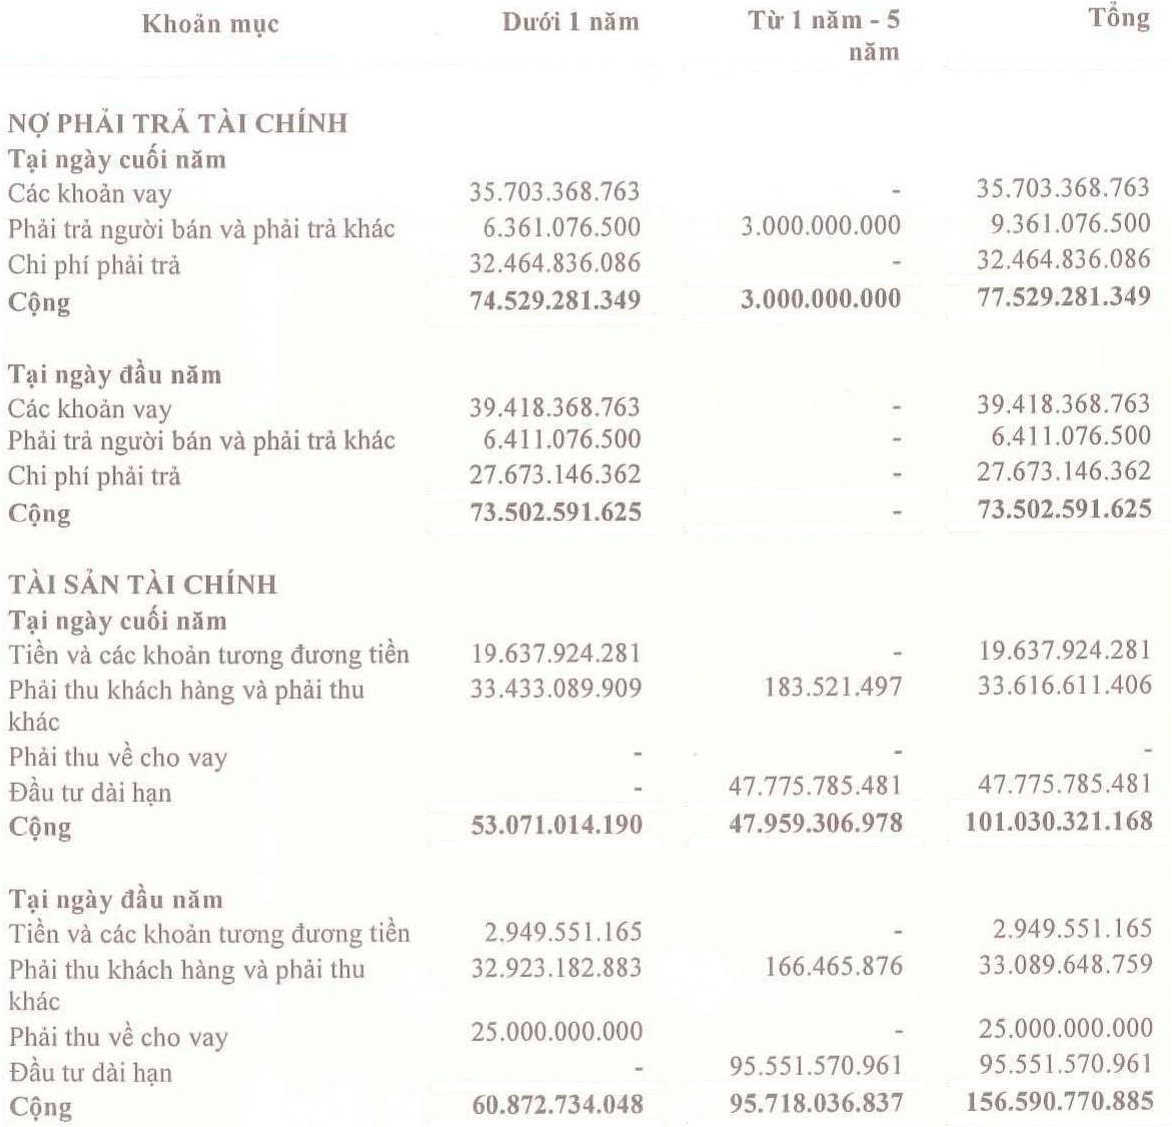 Khoản mục Dưới 1 năm Từ 1 năm - 5 Tổng
năm
NỢ PHẢI TRẢ TÀI CHÍNH
Tại ngày cuối năm
Các khoản vay 35.703.368.763 - 35.703.368.763
Phải trả người bán và phải trả khác 6.361.076.500 3.000.000.000 9.361.076.500
Chi phí phải trả 32.464.836.086 - 32.464.836.086
Cộng 74.529.281.349 3.000.000.000 77.529.281.349
Tại ngày đầu năm
Các khoản vay 39.418.368.763 - 39.418.368.763
Phải trả người bán và phải trả khác 6.411.076.500 - 6.411.076.500
Chi phí phải trả 27.673.146.362 - 27.673.146.362
Cộng 73.502.591.625 - 73.502.591.625
TÀI SẢN TÀI CHÍNH
Tại ngày cuối năm
Tiền và các khoản tương đương tiền 19.637.924.281 - 19.637.924.281
Phải thu khách hàng và phải thu 33.433.089.909 183.521.497 33.616.611.406
khác
Phải thu về cho vay - - -
Đầu tư dài hạn - 47.775.785.481 47.775.785.481
Cộng 53.071.014.190 47.959.306.978 101.030.321.168
Tại ngày đầu năm
Tiền và các khoản tương đương tiền 2.949.551.165 - 2.949.551.165
Phải thu khách hàng và phải thu 32.923.182.883 166.465.876 33.089.648.759
khác
Phải thu về cho vay 25.000.000.000 - 25.000.000.000
Đầu tư dài hạn - 95.551.570.961 95.551.570.961
Cộng 60.872.734.048 95.718.036.837 156.590.770.885